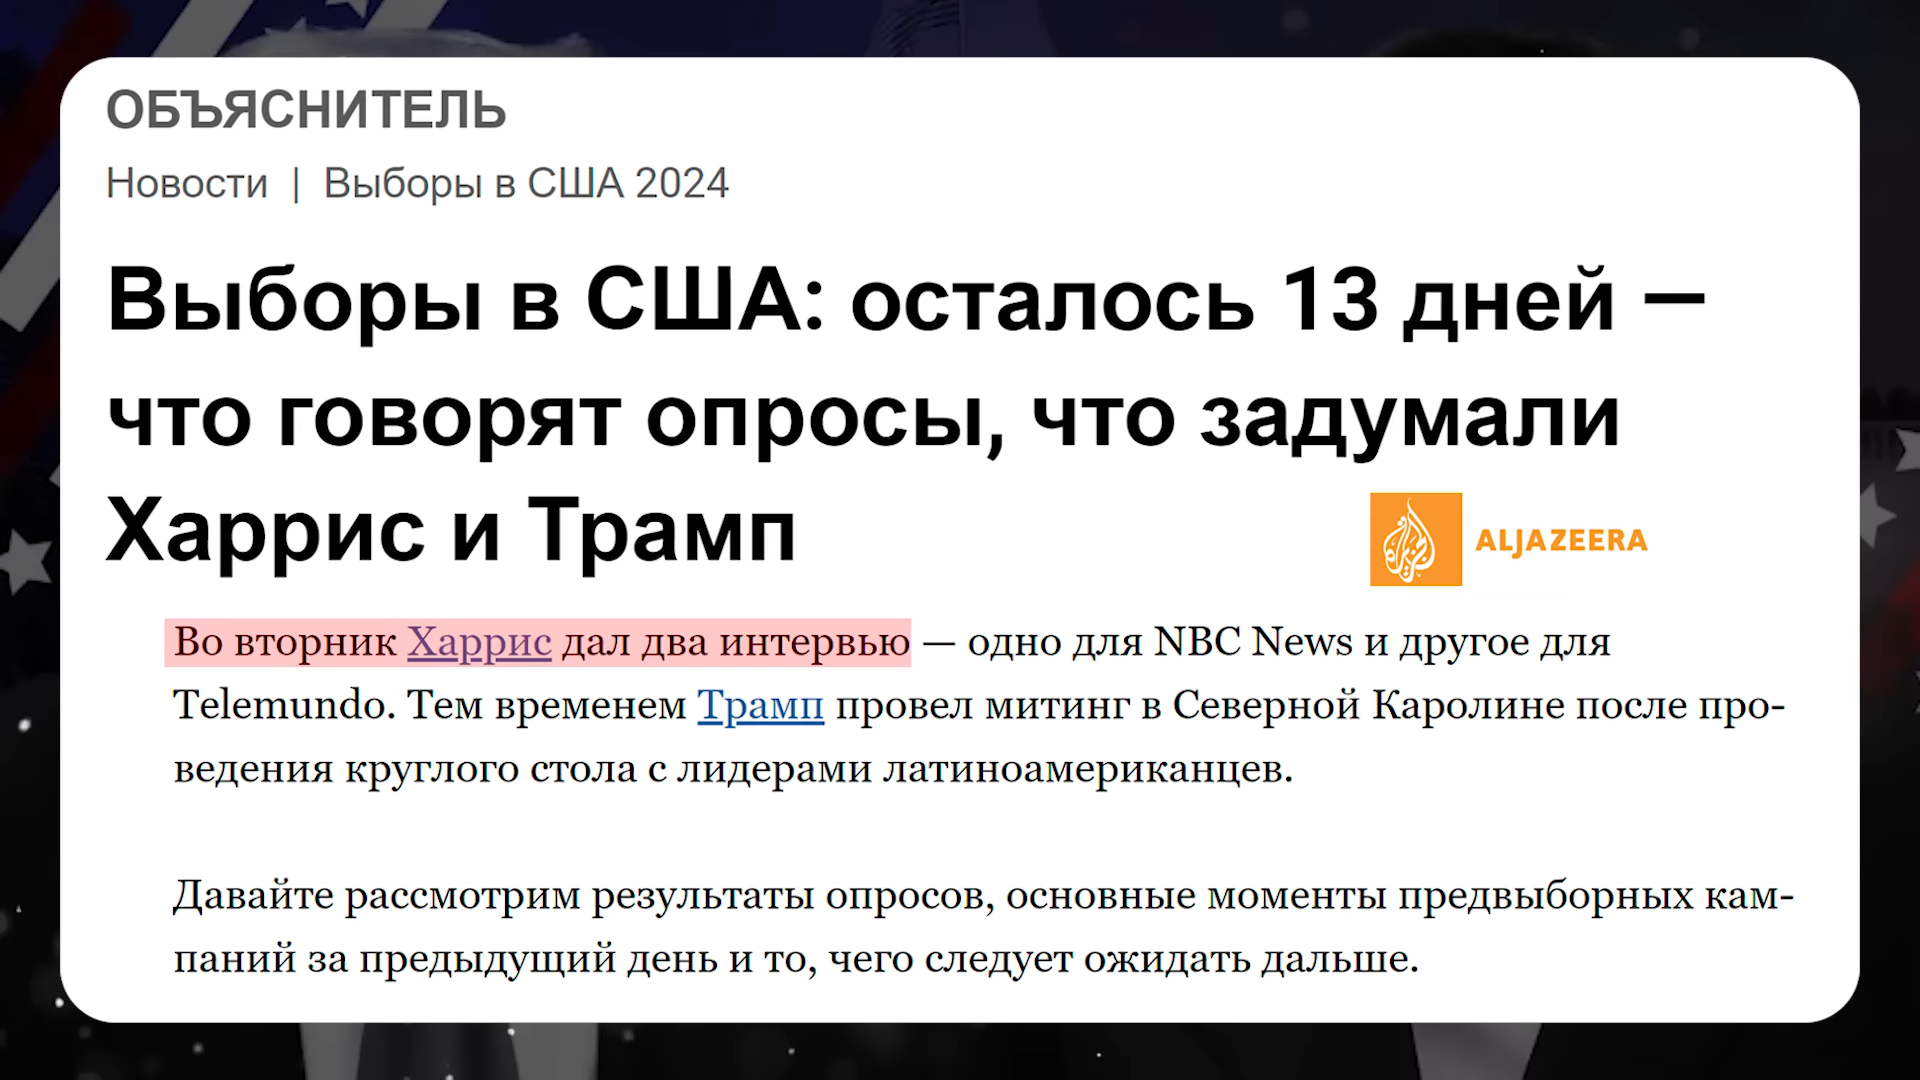 ОБЪЯСНИТЕЛЬ
Новости | Выборы в США 2024
Выборы в США: осталось 13 дней —
что говорят опросы, что задумали
Харрис и Трамп
ALJAZEERA
Во вторник Харрис дал два интервью — одно для NBC News и другое для
Telemundo. Тем временем Трамп провел митинг в Северной Каролине после про-
ведения круглого стола с лидерами латиноамериканцев.
Давайте рассмотрим результаты опросов, основные моменты предвыборных кам-
паний за предыдущий день и то, чего следует ожидать дальше.